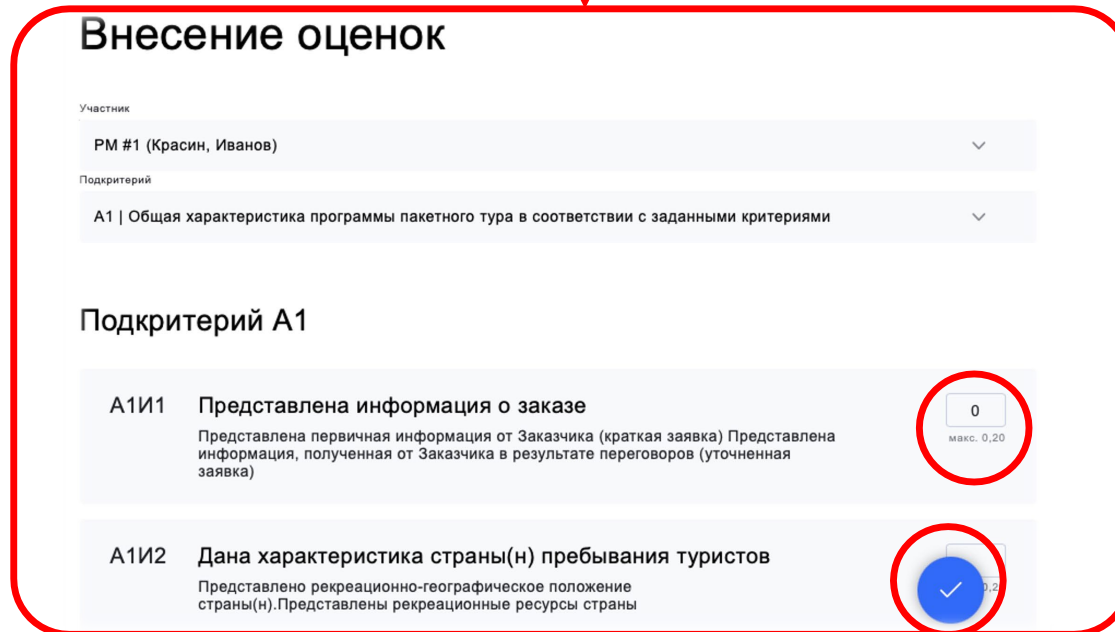 Внесение оценок
Участник
РМ #1 (Красин, Иванов)
Подкритерий
А1 | Общая характеристика программы пакетного тура в соответствии с заданными критериями
Подкритерий А1
А1И1
Представлена информация о заказе
0
Представлена первичная информация от Заказчика (краткая заявка) Представлена
макс. 0,20
информация, полученная от Заказчика в результате переговоров (уточненная
заявка)
А1И2
Дана характеристика страны(н) пребывания туристов
Представлено рекреационно-географическое положение
страны(н).Представлены рекреационные ресурсы страны